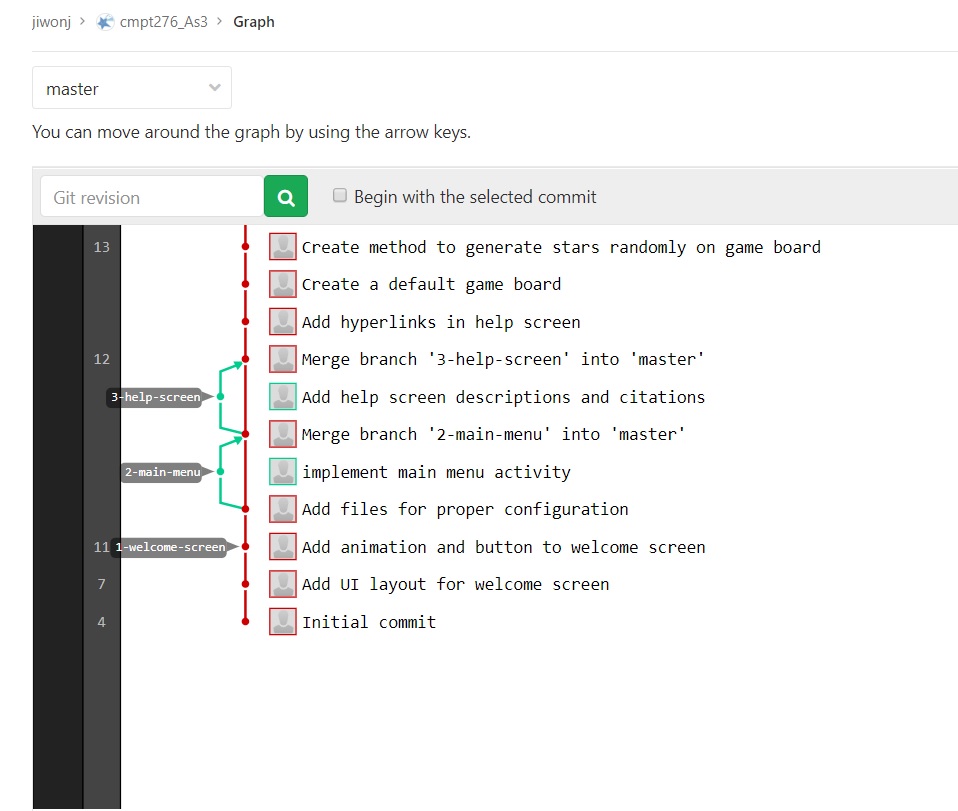 jiwonj > cmpt276_As3 > Graph
master
You can move around the graph by using the arrow keys.
Git revision
Begin with the selected commit
13 Create method to generate stars randomly on game board
Create a default game board
Add hyperlinks in help screen
12 Merge branch '3-help-screen' into 'master'
3-help-screen Add help screen descriptions and citations
Merge branch '2-main-menu' into 'master'
2-main-menu implement main menu activity
Add files for proper configuration
11 1-welcome-screen Add animation and button to welcome screen
7 Add UI layout for welcome screen
4 Initial commit